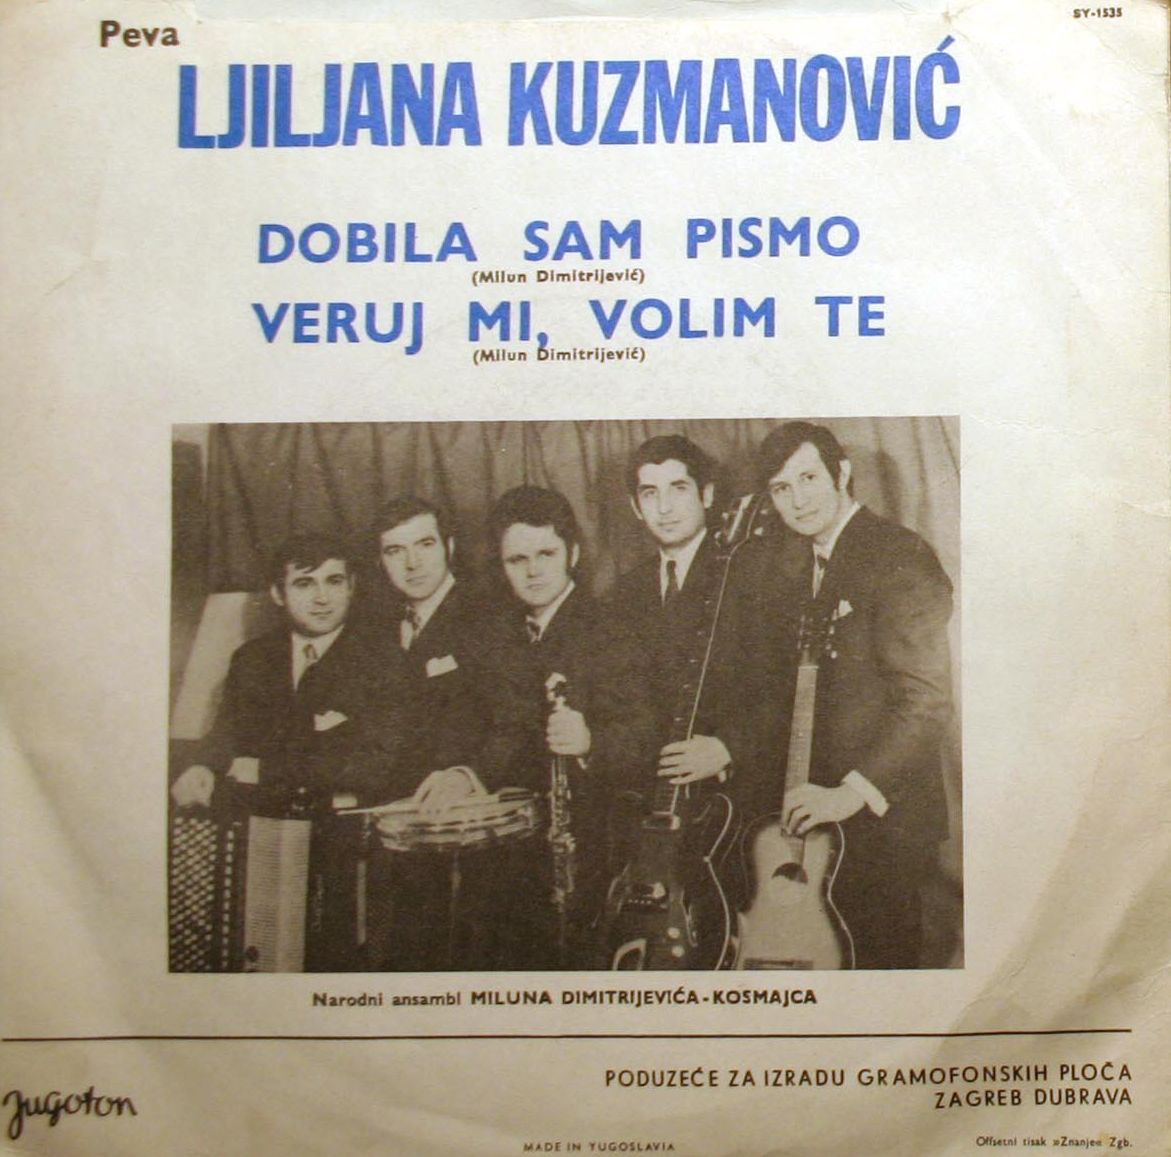 SY-1535
Peva
LJILJANA KUZMANOVIĆ
DOBILA SAM PISMO
(Milun Dimitrijević)
VERUJ MI, VOLIM TE
(Milun Dimitrijević)
Narodni ansambl MILUNA DIMITRIJEVIĆA-KOSMAJCA
PODUZEĆE ZA IZRADU GRAMOFONSKIH PLOČA
ZAGREB DUBRAVA
Jugoton
MADE IN YUGOSLAVIA
Offsetni tisak »Znanje« Zgb.